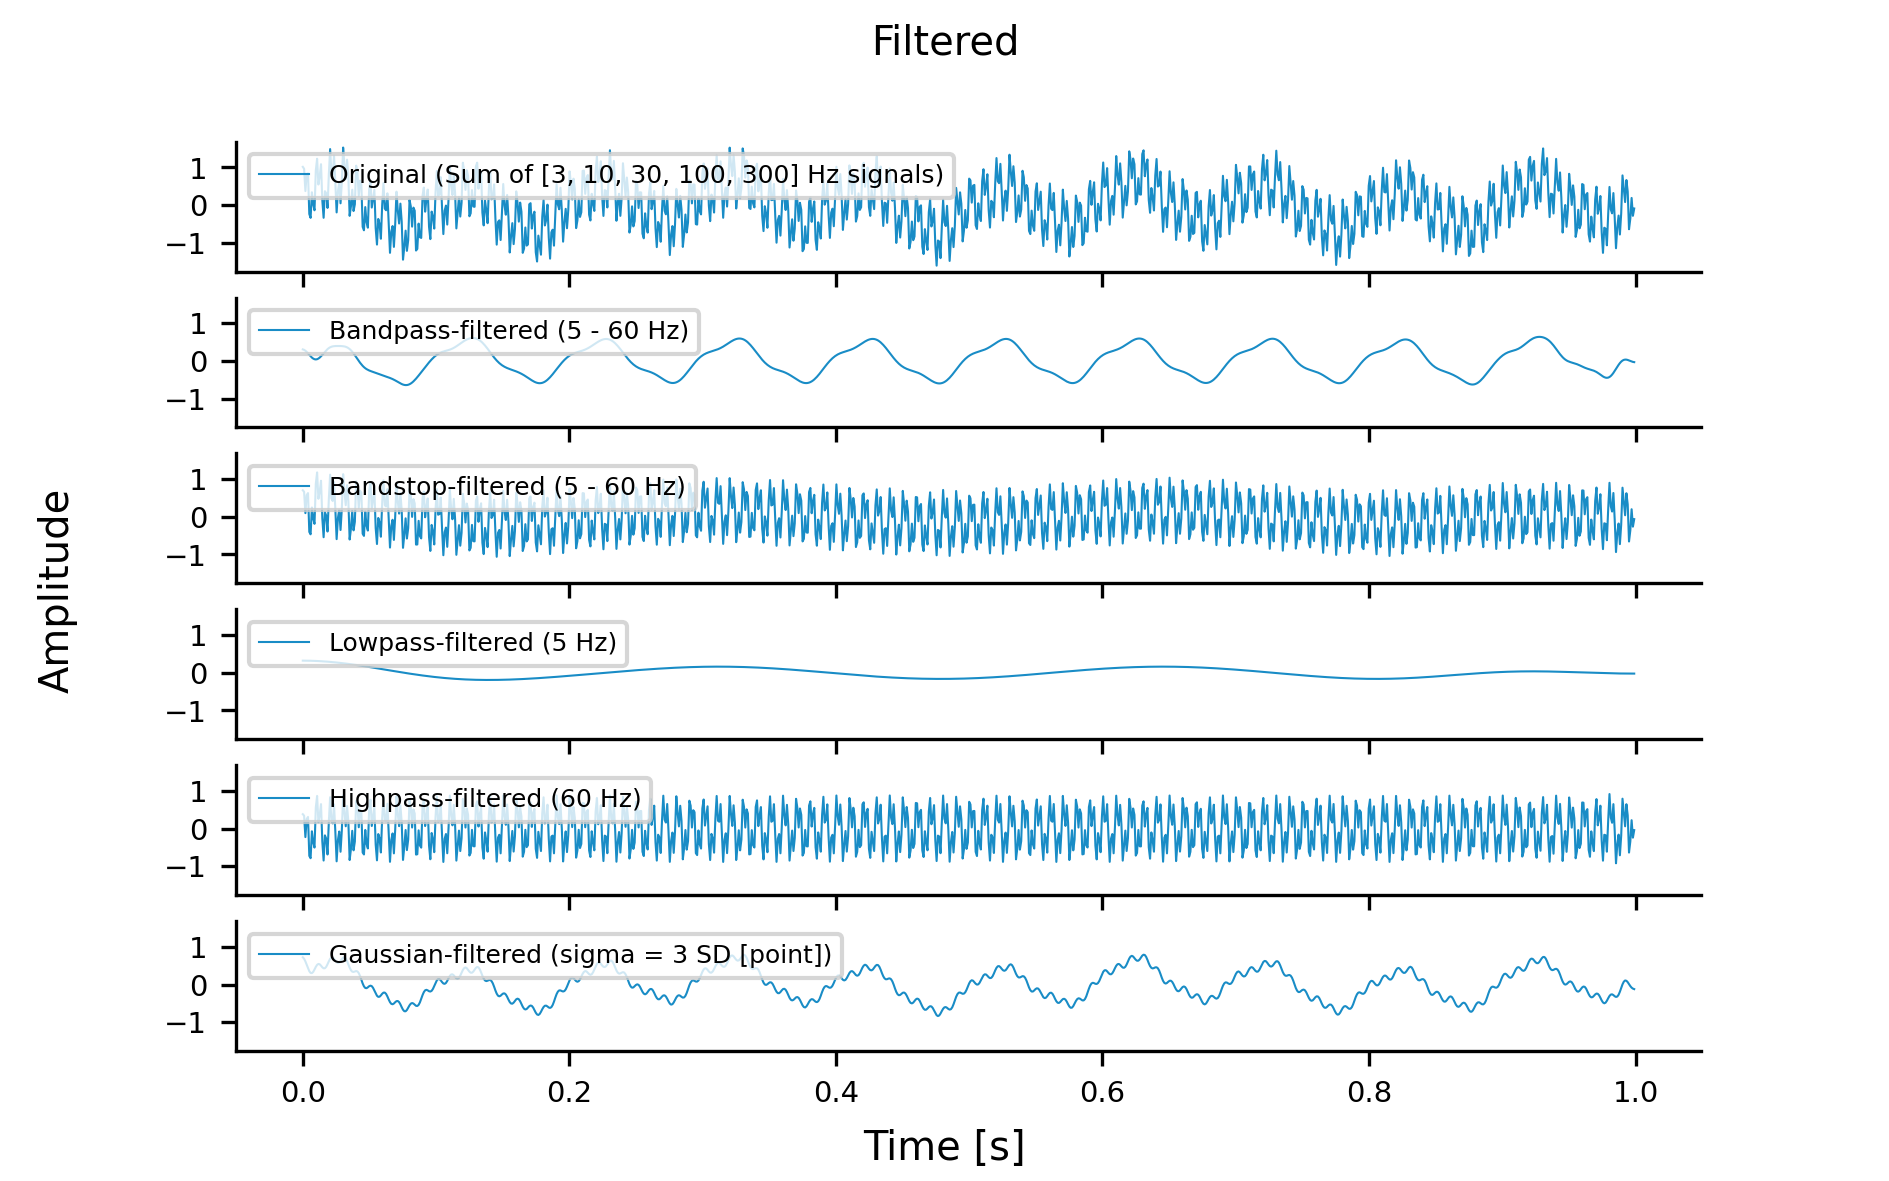 Filtered
Amplitude
1
0
−1
Original (Sum of [3, 10, 30, 100, 300] Hz signals)
1
0
−1
Bandpass-filtered (5 - 60 Hz)
1
0
−1
Bandstop-filtered (5 - 60 Hz)
1
0
−1
Lowpass-filtered (5 Hz)
1
0
−1
Highpass-filtered (60 Hz)
1
0
−1
Gaussian-filtered (sigma = 3 SD [point])
0.0 0.2 0.4 0.6 0.8 1.0
Time [s]